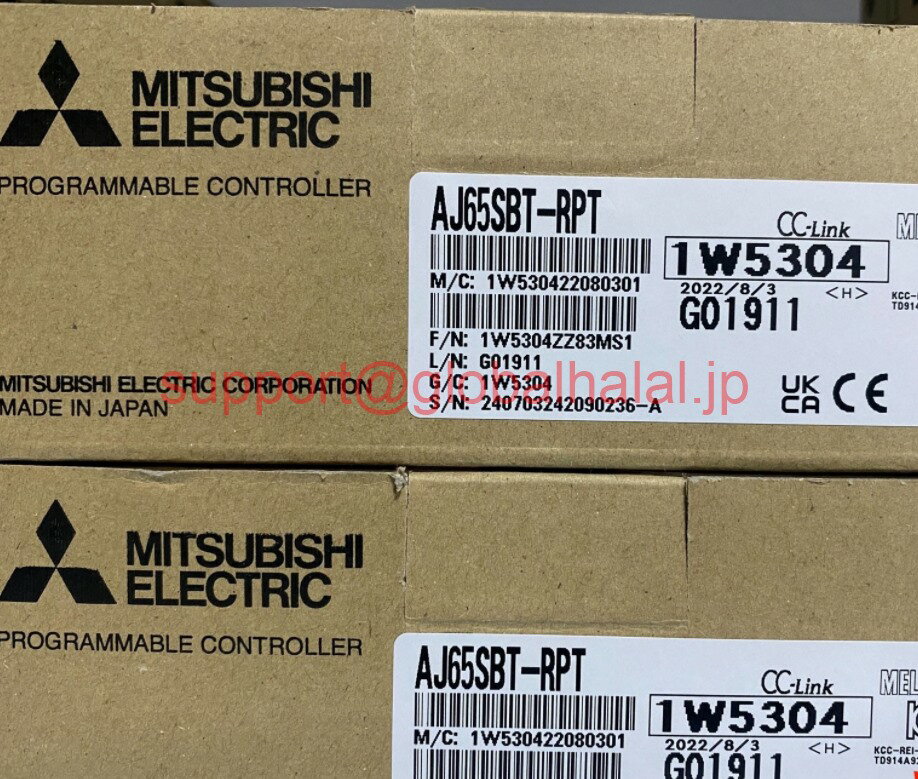 MITSUBISHI
ELECTRIC
PROGRAMMABLE CONTROLLER
MITSUBISHI ELECTRIC CORPORATION
MADE IN JAPAN
AJ65SBT-RPT
CC-Link
1W5304
M/C: 1W530422080301
2022/8/3
<H>
G01911
F/N: 1W5304ZZ83MS1
L/N: G01911
G/C: 1W5304
S/N: 240703242090236-A
UK
CA
CE
support@globalhalal.jp
MITSUBISHI
ELECTRIC
PROGRAMMABLE CONTROLLER
AJ65SBT-RPT
CC-Link
1W5304
M/C: 1W530422080301
2022/8/3
<H>
G01911